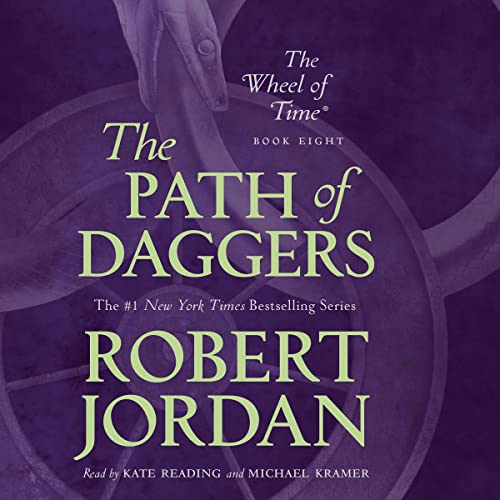 The
Wheel of
Time®
BOOK EIGHT
The
PATH of
DAGGERS
The #1 New York Times Bestselling Series
ROBERT
JORDAN
Read by KATE READING and MICHAEL KRAMER